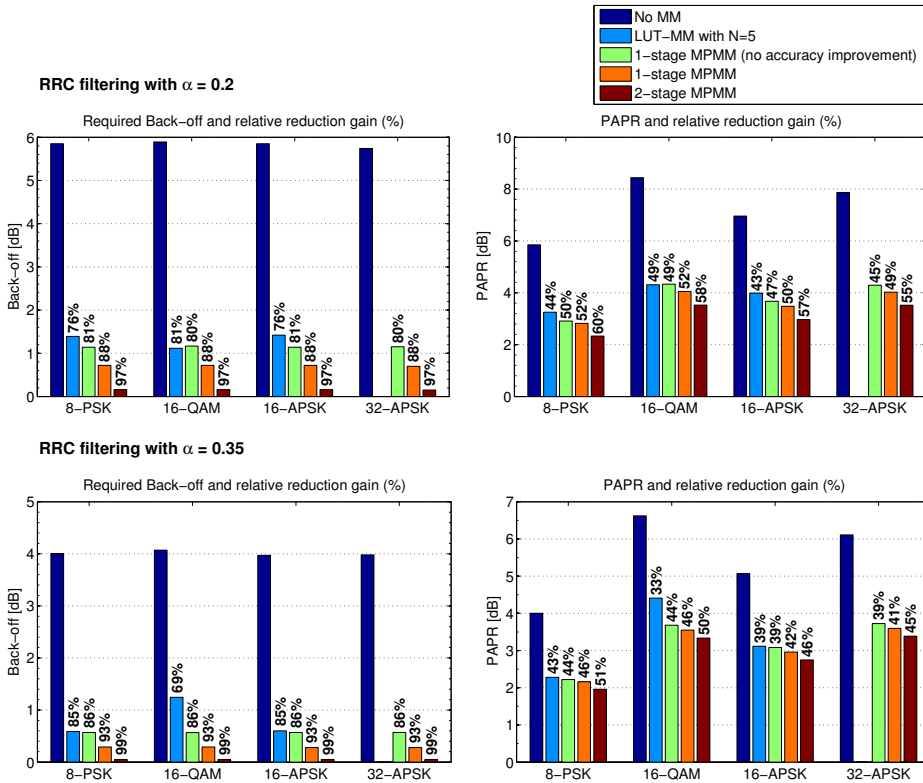 No MM
LUT−MM with N=5
1−stage MPMM (no accuracy improvement)
1−stage MPMM
2−stage MPMM
RRC filtering with α = 0.2
Required Back−off and relative reduction gain (%)
Back−off [dB]
6
5
4
3
2
1
0
76%
81%
88%
97%
81%
80%
88%
97%
76%
81%
88%
97%
80%
88%
97%
8−PSK
16−QAM
16−APSK
32−APSK
PAPR and relative reduction gain (%)
PAPR [dB]
10
8
6
4
2
0
44%
50%
52%
60%
49%
49%
52%
58%
43%
47%
50%
57%
45%
49%
55%
8−PSK
16−QAM
16−APSK
32−APSK
RRC filtering with α = 0.35
Required Back−off and relative reduction gain (%)
Back−off [dB]
5
4
3
2
1
0
85%
86%
93%
99%
69%
86%
93%
99%
85%
86%
93%
99%
86%
93%
99%
8−PSK
16−QAM
16−APSK
32−APSK
PAPR and relative reduction gain (%)
PAPR [dB]
7
6
5
4
3
2
1
0
43%
44%
46%
51%
33%
44%
46%
50%
39%
39%
42%
46%
39%
41%
45%
8−PSK
16−QAM
16−APSK
32−APSK